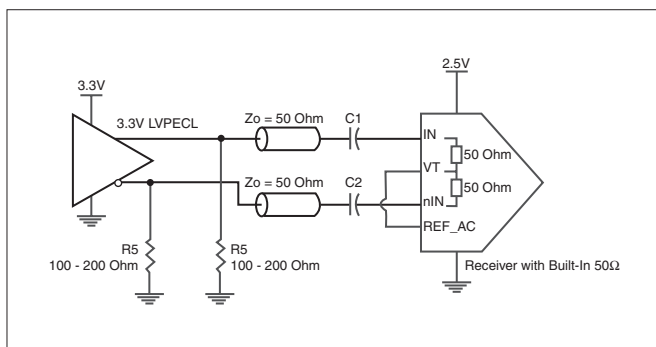 2.5V
3.3V
3.3V LVPECL
Zo = 50 Ohm
C1
IN
50 Ohm
VT
50 Ohm
Zo = 50 Ohm
C2
nIN
REF_AC
R5
100 - 200 Ohm
R5
100 - 200 Ohm
Receiver with Built-In 50Ω